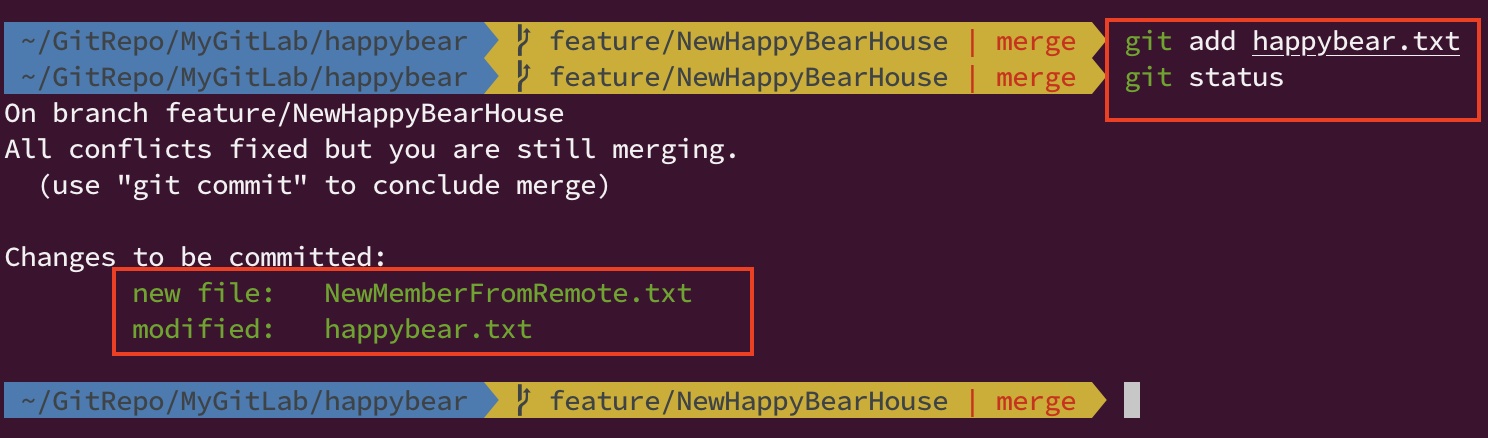 ~/GitRepo/MyGitLab/happybear feature/NewHappyBearHouse | merge git add happybear.txt
~/GitRepo/MyGitLab/happybear feature/NewHappyBearHouse | merge git status
On branch feature/NewHappyBearHouse
All conflicts fixed but you are still merging.
(use "git commit" to conclude merge)
Changes to be committed:
new file: NewMemberFromRemote.txt
modified: happybear.txt
~/GitRepo/MyGitLab/happybear feature/NewHappyBearHouse | merge